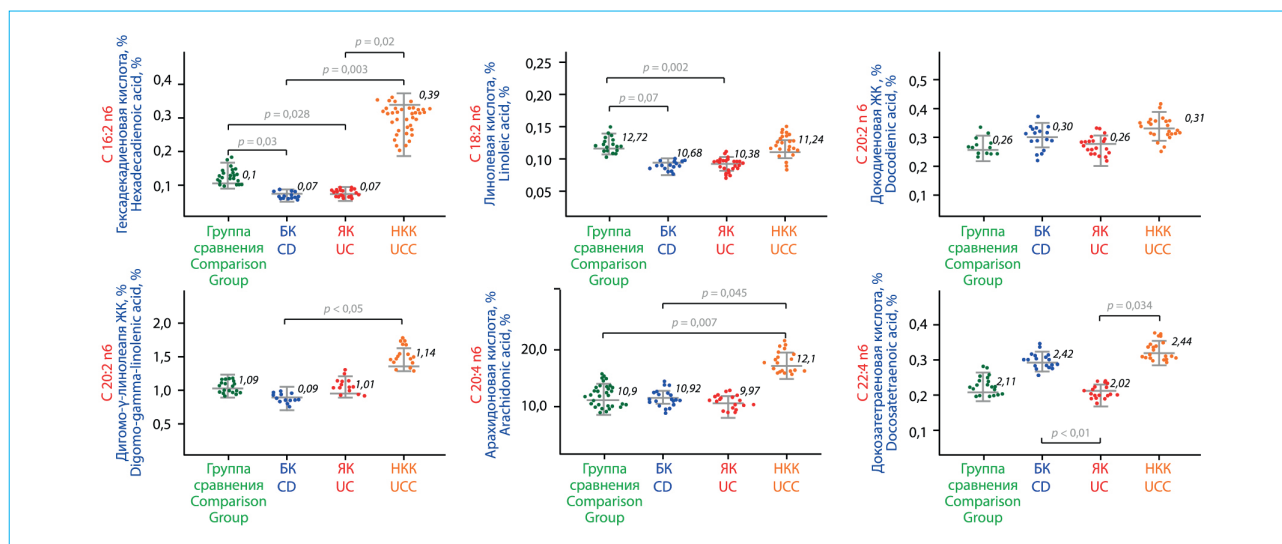 C 16:2 n6
Гексадекадиеновая кислота, %
Hexadecadienoic acid, %
0,4
0,3
0,2
0,1
p = 0,02
p = 0,003
p = 0,028
p = 0,03
0,1
0,07
0,07
0,39
Группа
сравнения
Comparison
Group
БК
CD
ЯК
UC
НКК
UCC
C 18:2 n6
Линолевая кислота, %
Linoleic acid, %
0,25
0,20
0,15
0,10
0,05
p = 0,002
p = 0,07
12,72
10,68
10,38
11,24
Группа
сравнения
Comparison
Group
БК
CD
ЯК
UC
НКК
UCC
C 20:2 n 6
Докодиеновая ЖК, %
Docodienoic acid, %
0,5
0,4
0,3
0,2
0,1
0,26
0,30
0,26
0,31
Группа
сравнения
Comparison
Group
БК
CD
ЯК
UC
НКК
UCC
C 20:2 n6
Дигомо-γ-линолеапя ЖК, %
Digomo-gamma-linolenic acid, %
2,0
1,5
1,0
0,5
p < 0,05
1,09
0,09
1,01
1,14
Группа
сравнения
Comparison
Group
БК
CD
ЯК
UC
НКК
UCC
C 20:4 n6
Арахидоновая кислота, %
Arachidonic acid, %
20,0
10,0
p = 0,045
p = 0,007
10,9
10,92
9,97
12,1
Группа
сравнения
Comparison
Group
БК
CD
ЯК
UC
НКК
UCC
C 22:4 n6
Докозатетраеновая кислота, %
Docosatetraenoic acid, %
0,4
0,3
0,2
0,1
p = 0,034
2,11
2,42
2,02
2,44
p < 0,01
Группа
сравнения
Comparison
Group
БК
CD
ЯК
UC
НКК
UCC